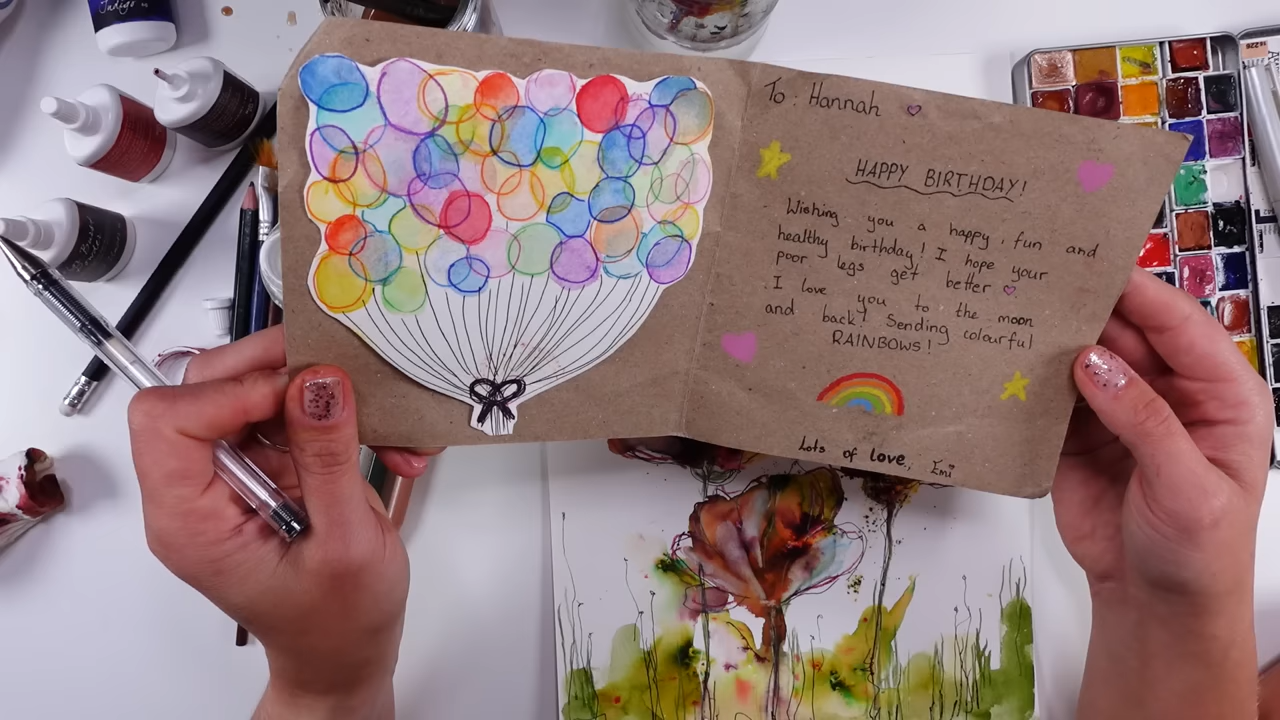 To: Hannah
HAPPY BIRTHDAY!
Wishing you a happy, fun and
healthy birthday! I hope your
poor legs get better
I love you to the moon
and back! Sending colourful
RAINBOWS!
Lots of love, Emi
Indigo